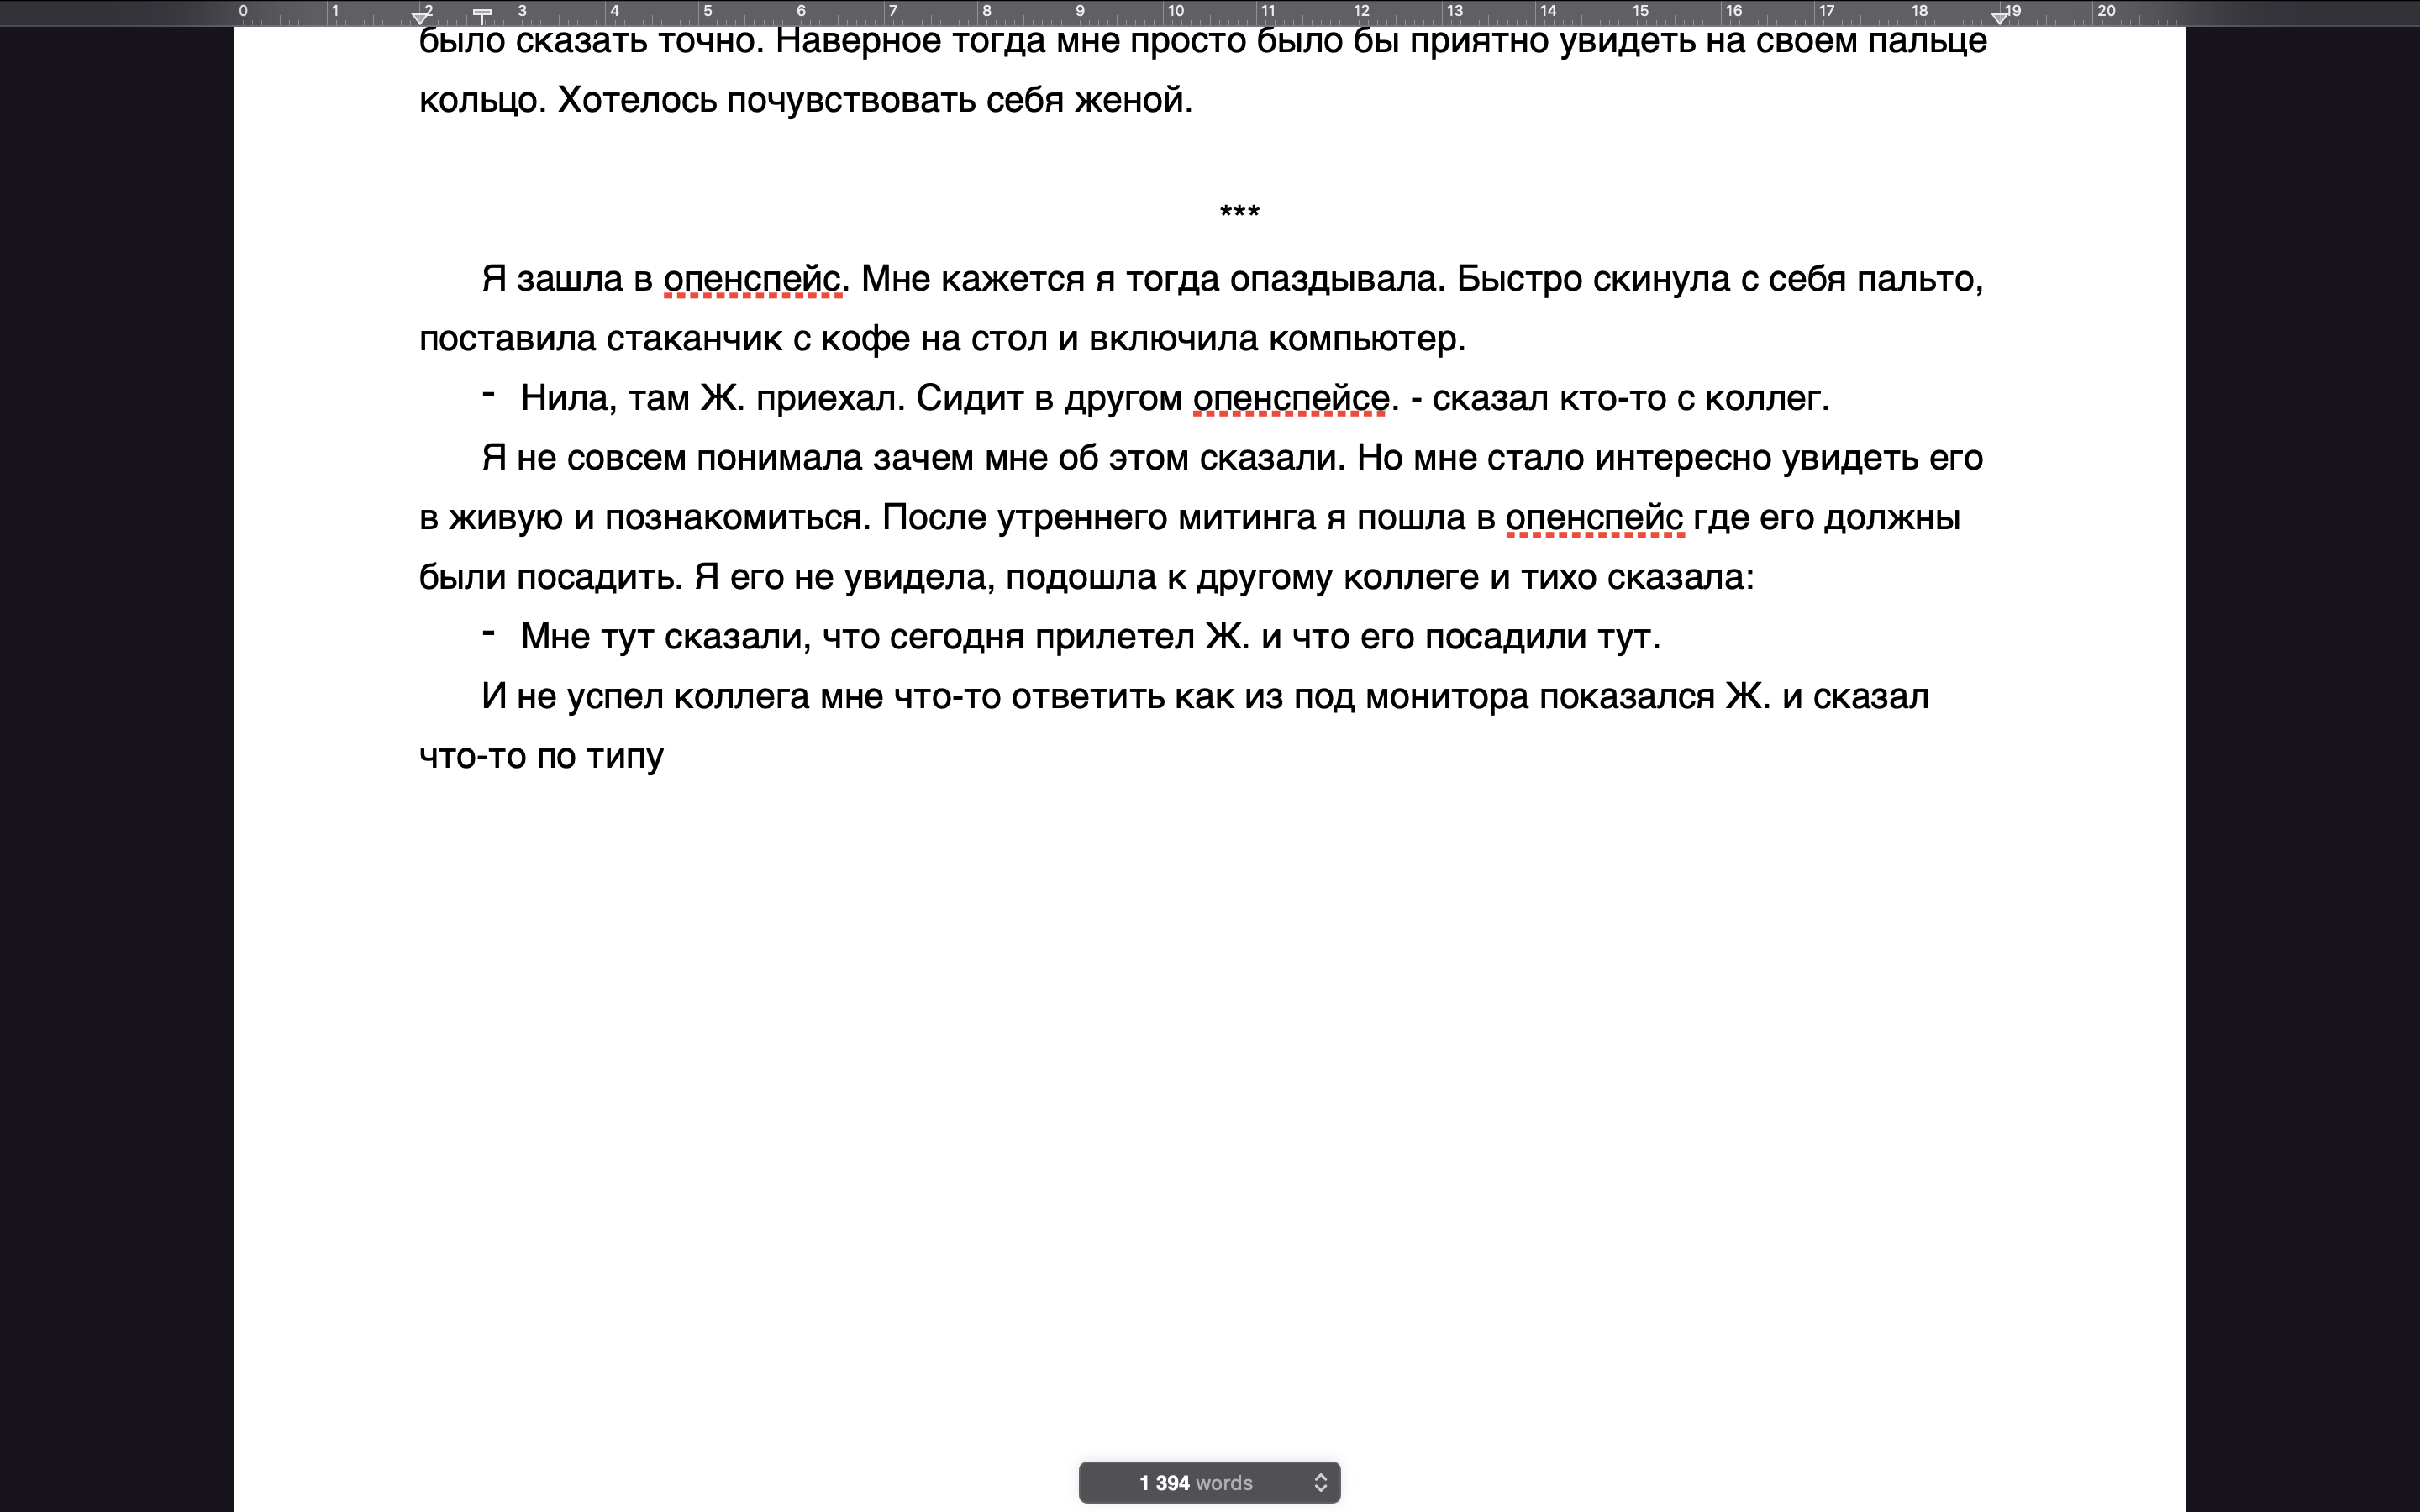 0 1 2 3 4 5 6 7 8 9 10 11 12 13 14 15 16 17 18 19 20
было сказать точно. Наверное тогда мне просто было бы приятно увидеть на своем пальце
кольцо. Хотелось почувствовать себя женой.
***
Я зашла в опенспейс. Мне кажется я тогда опаздывала. Быстро скинула с себя пальто,
поставила стаканчик с кофе на стол и включила компьютер.
- Нила, там Ж. приехал. Сидит в другом опенспейсе. - сказал кто-то с коллег.
Я не совсем понимала зачем мне об этом сказали. Но мне стало интересно увидеть его
в живую и познакомиться. После утреннего митинга я пошла в опенспейс где его должны
были посадить. Я его не увидела, подошла к другому коллеге и тихо сказала:
- Мне тут сказали, что сегодня прилетел Ж. и что его посадили тут.
И не успел коллега мне что-то ответить как из под монитора показался Ж. и сказал
что-то по типу
1 394 words